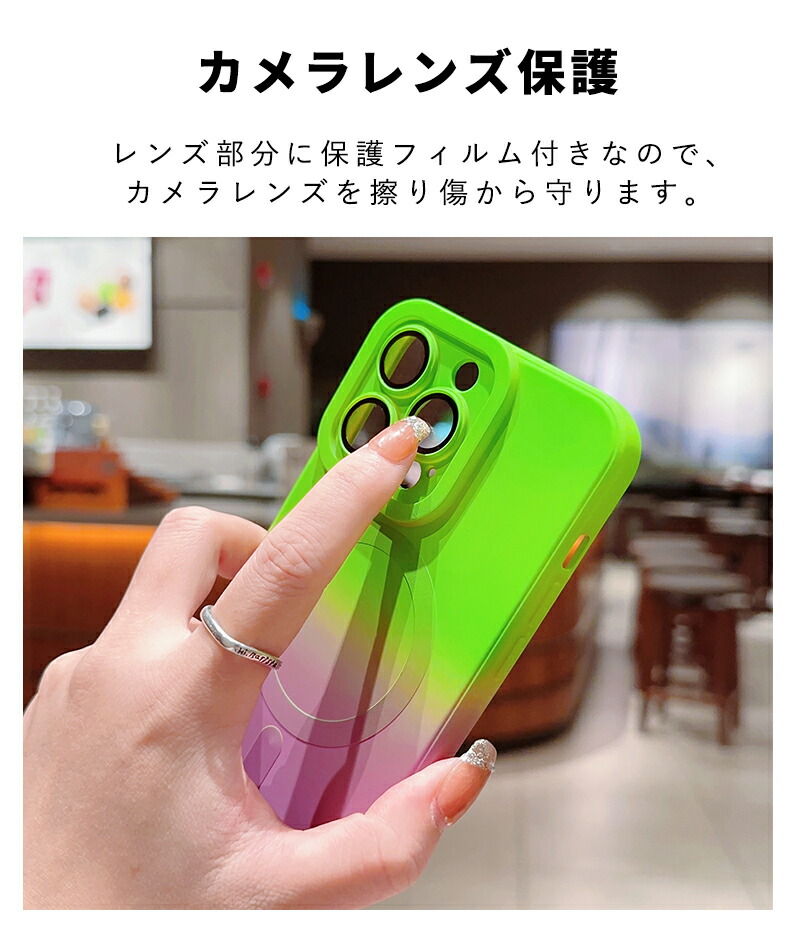 カメラレンズ保護
レンズ部分に保護フィルム付きなので、
カメラレンズを擦り傷から守ります。